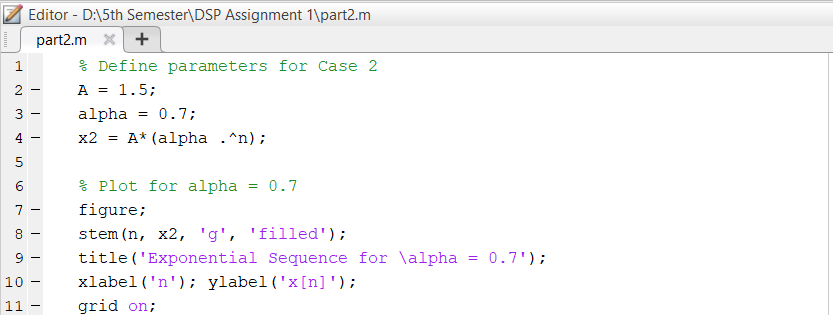 Editor - D:\5th Semester\DSP Assignment 1\part2.m
part2.m × +
1 % Define parameters for Case 2
2 – A = 1.5;
3 – alpha = 0.7;
4 – x2 = A*(alpha .^n);
5
6 % Plot for alpha = 0.7
7 – figure;
8 – stem(n, x2, 'g', 'filled');
9 – title('Exponential Sequence for \alpha = 0.7');
10 – xlabel('n'); ylabel('x[n]');
11 – grid on;